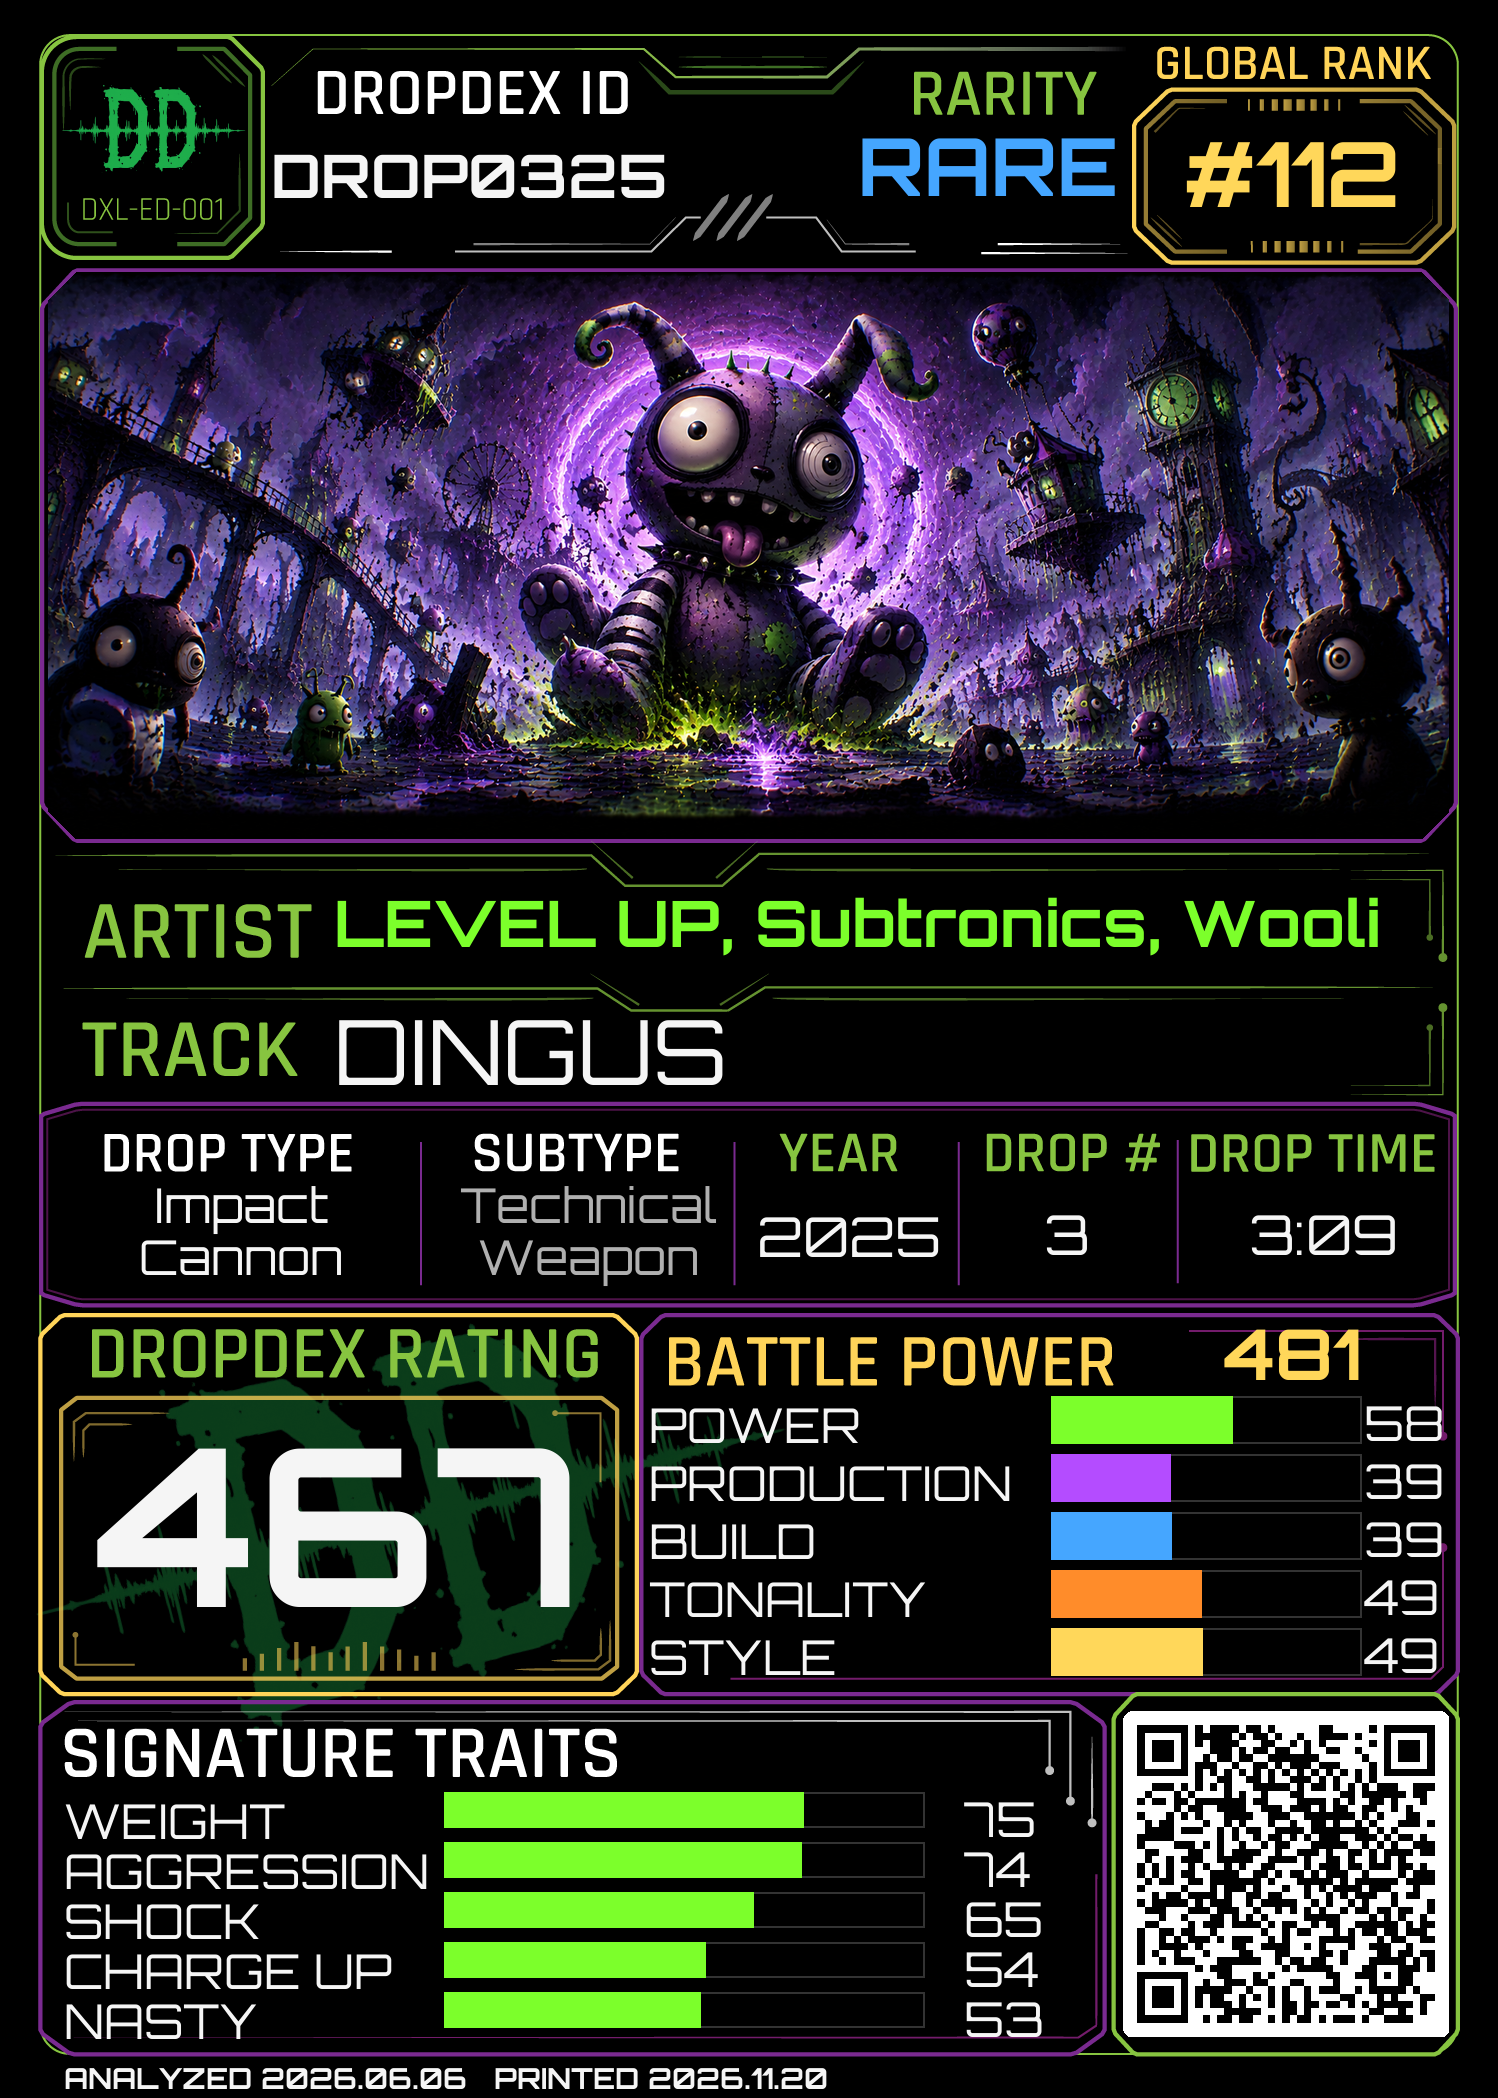 DD
DXL-ED-001
DROPDEX ID
DROP0325
RARITY
RARE
GLOBAL RANK
#112
ARTIST LEVEL UP, Subtronics, Wooli
TRACK DINGUS
DROP TYPE
Impact
Cannon
SUBTYPE
Technical
Weapon
YEAR
2025
DROP #
3
DROP TIME
3:09
DROPDEX RATING
467
BATTLE POWER 481
POWER 58
PRODUCTION 39
BUILD 39
TONALITY 49
STYLE 49
SIGNATURE TRAITS
WEIGHT 75
AGGRESSION 74
SHOCK 65
CHARGE UP 54
NASTY 53
ANALYZED 2026.06.06 PRINTED 2026.11.20